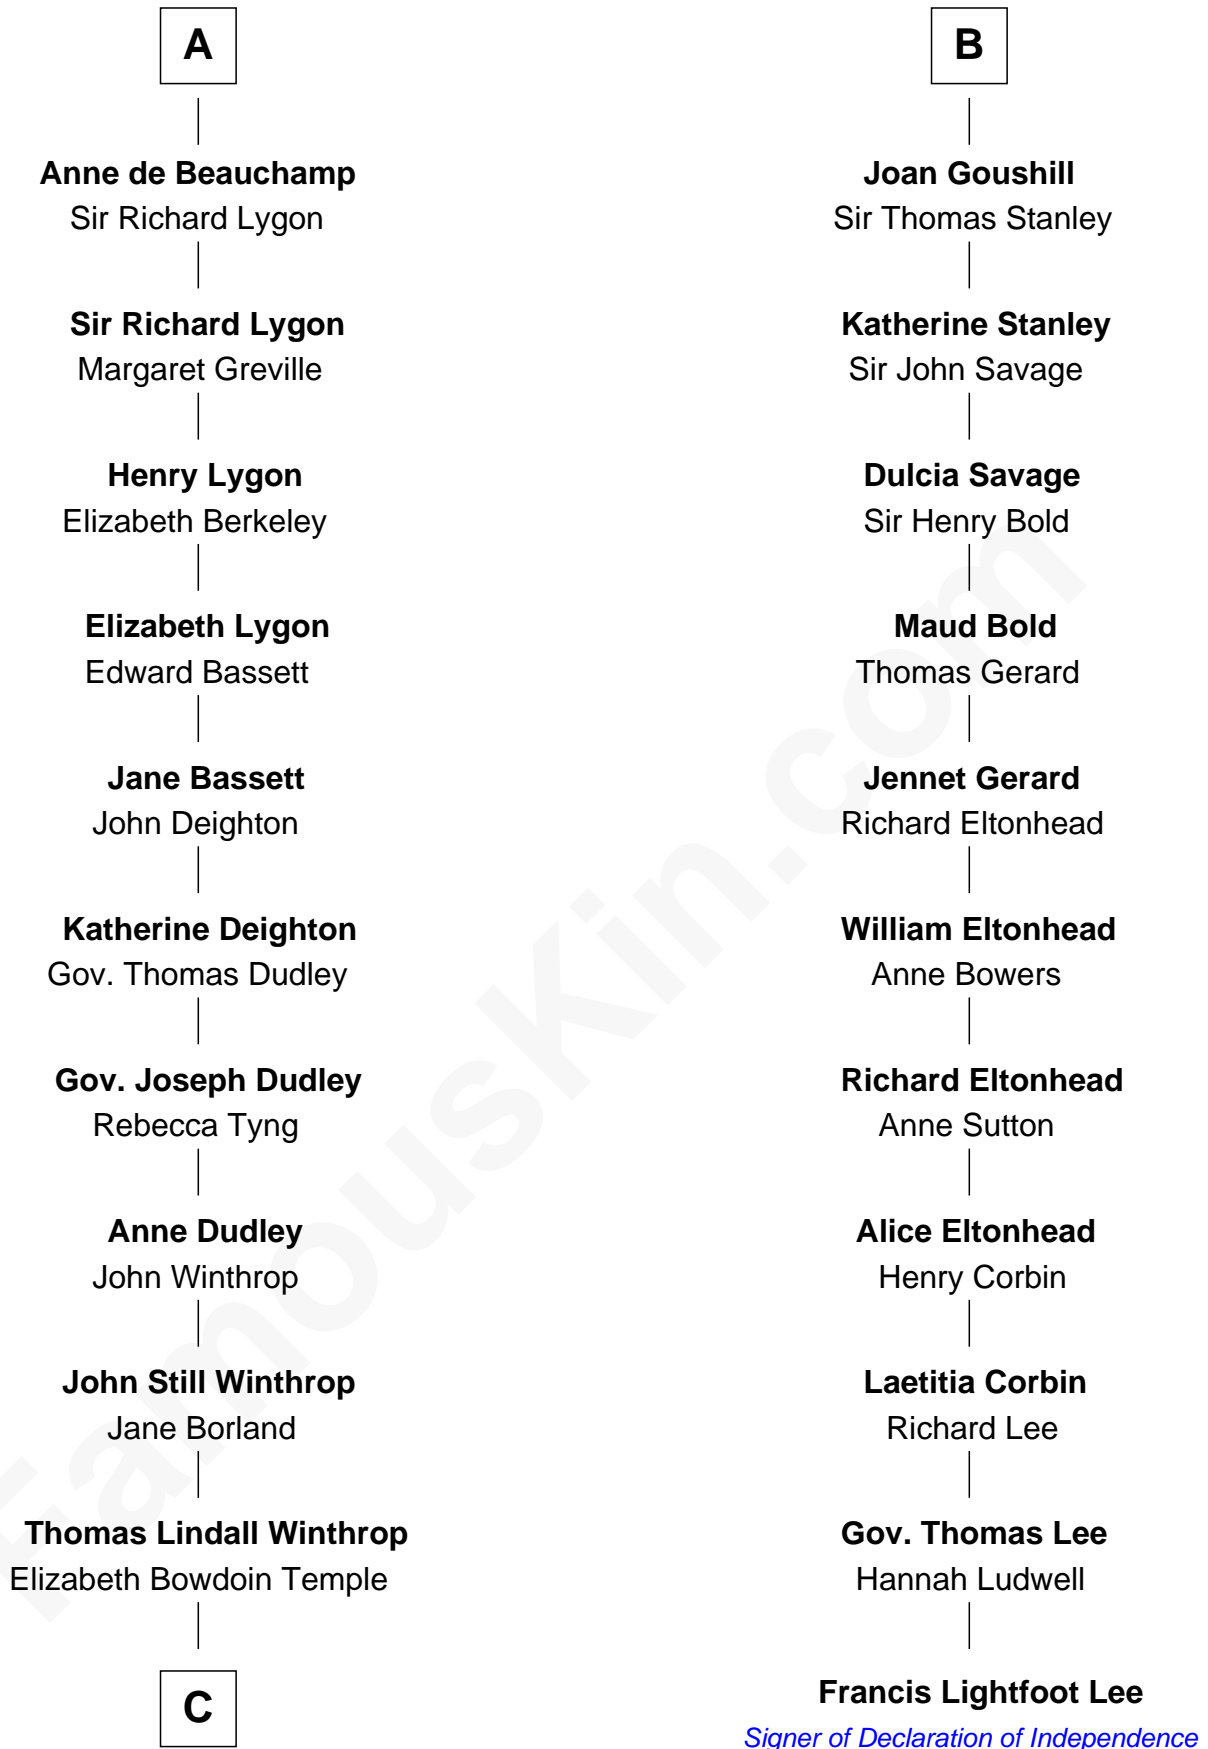 A
Anne de Beauchamp
Sir Richard Lygon
Sir Richard Lygon
Margaret Greville
Henry Lygon
Elizabeth Berkeley
Elizabeth Lygon
Edward Bassett
Jane Bassett
John Deighton
Katherine Deighton
Gov. Thomas Dudley
Gov. Joseph Dudley
Rebecca Tyng
Anne Dudley
John Winthrop
John Still Winthrop
Jane Borland
Thomas Lindall Winthrop
Elizabeth Bowdoin Temple
C
B
Joan Goushill
Sir Thomas Stanley
Katherine Stanley
Sir John Savage
Dulcia Savage
Sir Henry Bold
Maud Bold
Thomas Gerard
Jennet Gerard
Richard Eltonhead
William Eltonhead
Anne Bowers
Richard Eltonhead
Anne Sutton
Alice Eltonhead
Henry Corbin
Laetitia Corbin
Richard Lee
Gov. Thomas Lee
Hannah Ludwell
Francis Lightfoot Lee
Signer of Declaration of Independence
FamousKin.com